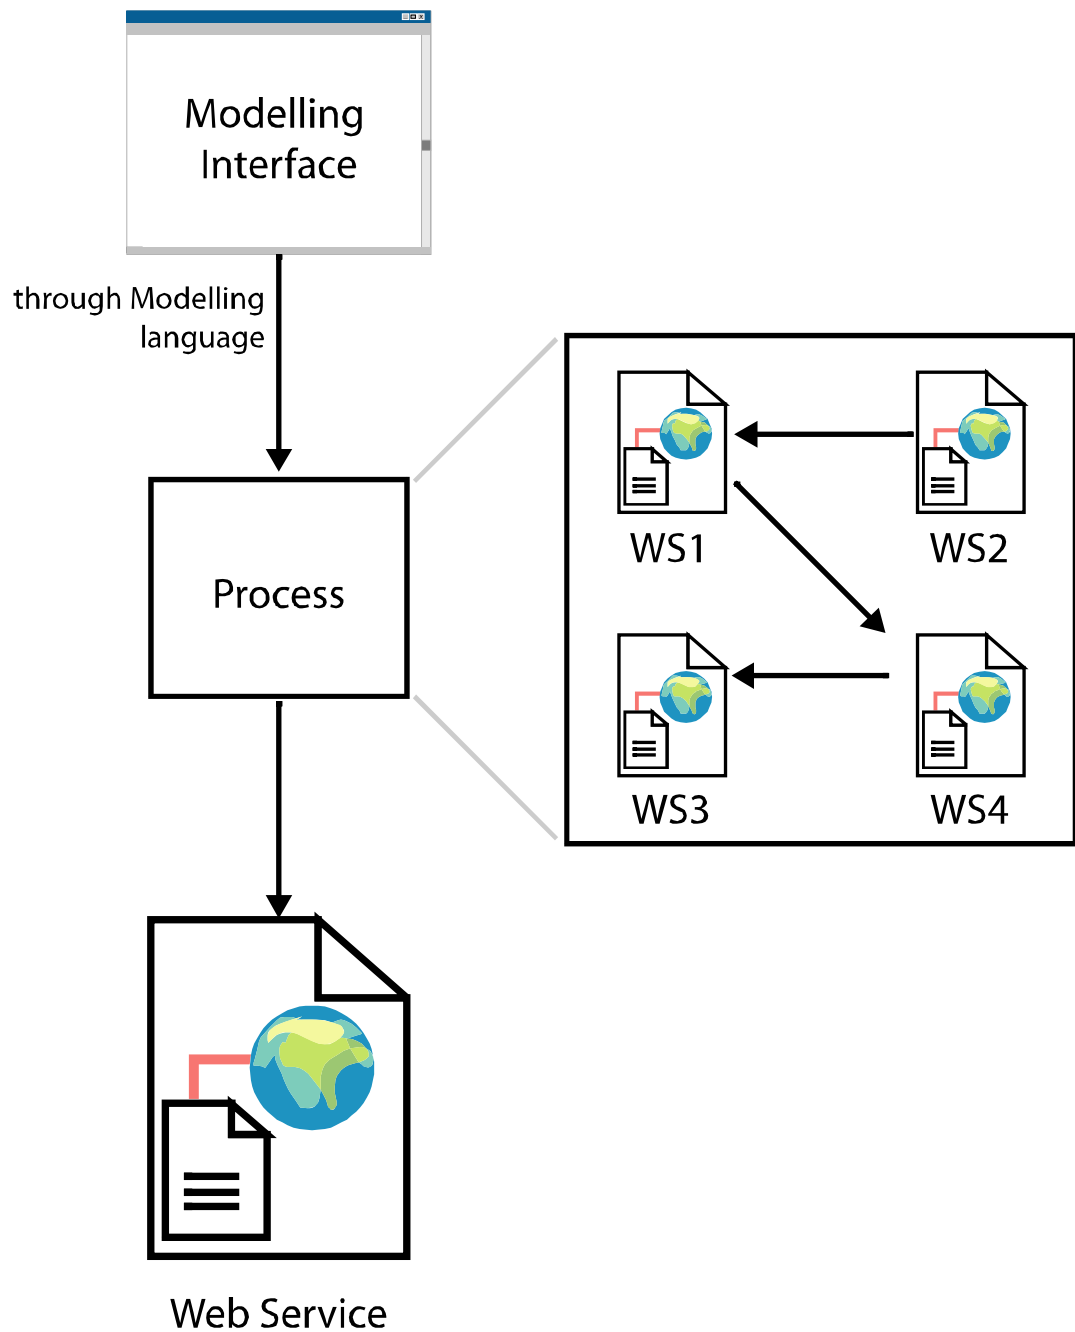 Modelling
Interface
through Modelling
language
Process
WS1
WS2
WS3
WS4
Web Service